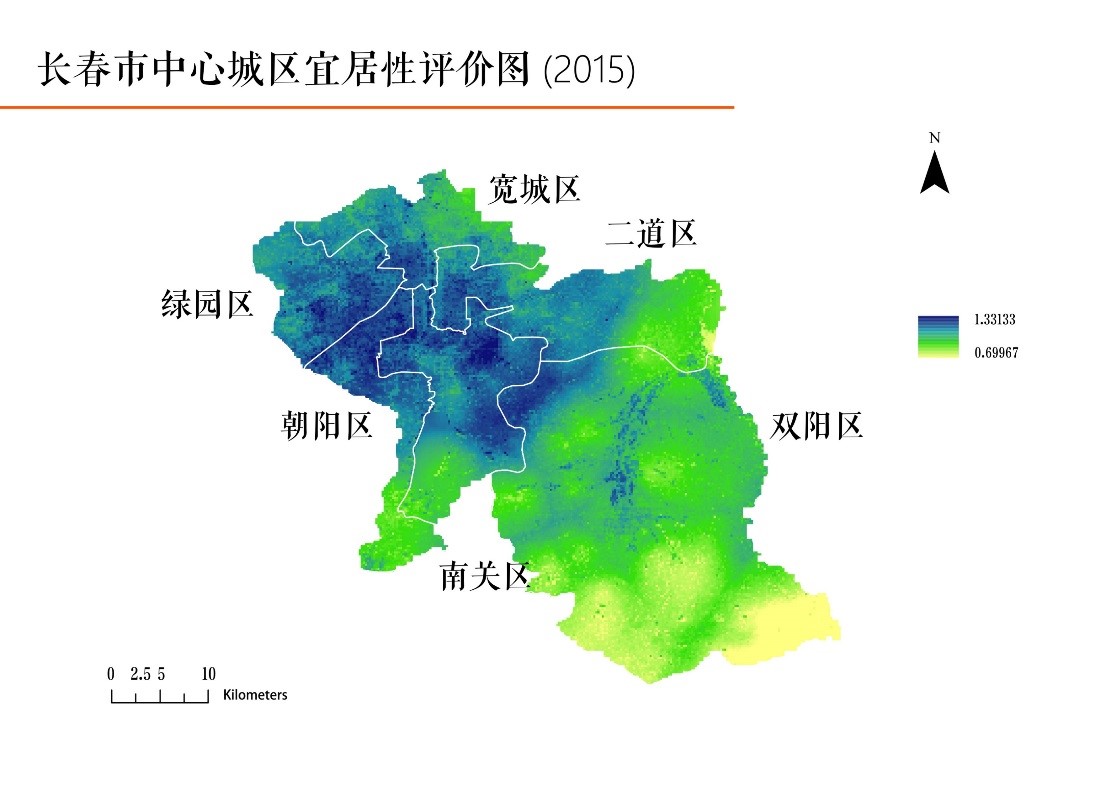 长春市中心城区宜居性评价图 (2015)
N
宽城区
二道区
绿园区
1.33133
0.69967
朝阳区
双阳区
南关区
0 2.5 5 10
Kilometers